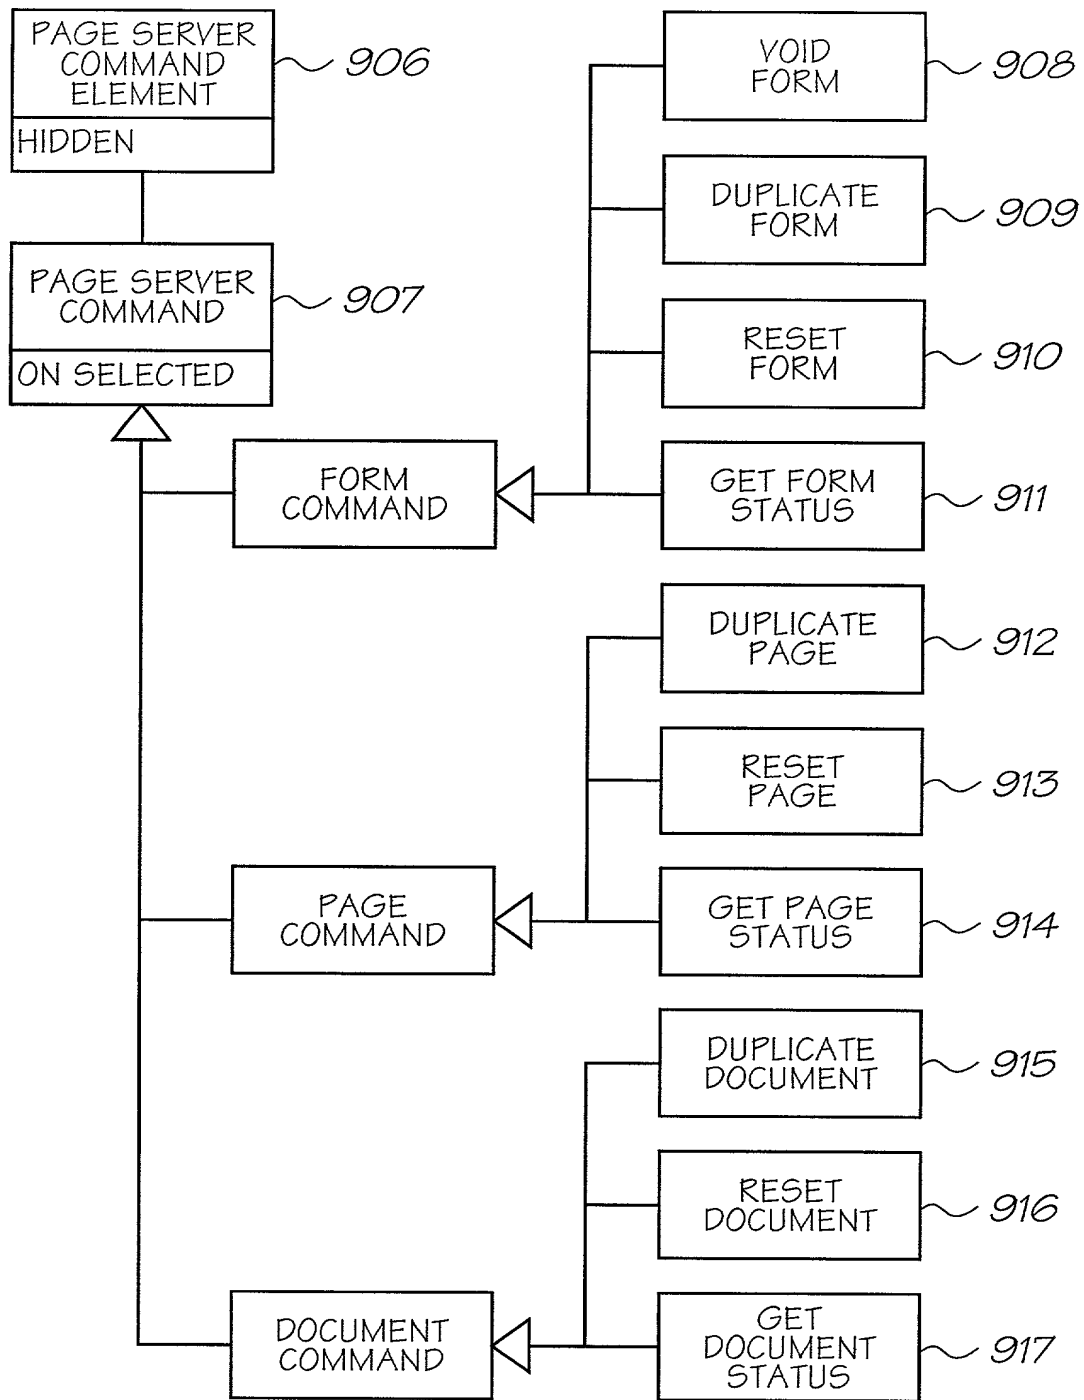 PAGE SERVER
COMMAND
ELEMENT
HIDDEN
906
PAGE SERVER
COMMAND
ON SELECTED
907
FORM
COMMAND
VOID
FORM
908
DUPLICATE
FORM
909
RESET
FORM
910
GET FORM
STATUS
911
PAGE
COMMAND
DUPLICATE
PAGE
912
RESET
PAGE
913
GET PAGE
STATUS
914
DOCUMENT
COMMAND
DUPLICATE
DOCUMENT
915
RESET
DOCUMENT
916
GET
DOCUMENT
STATUS
917